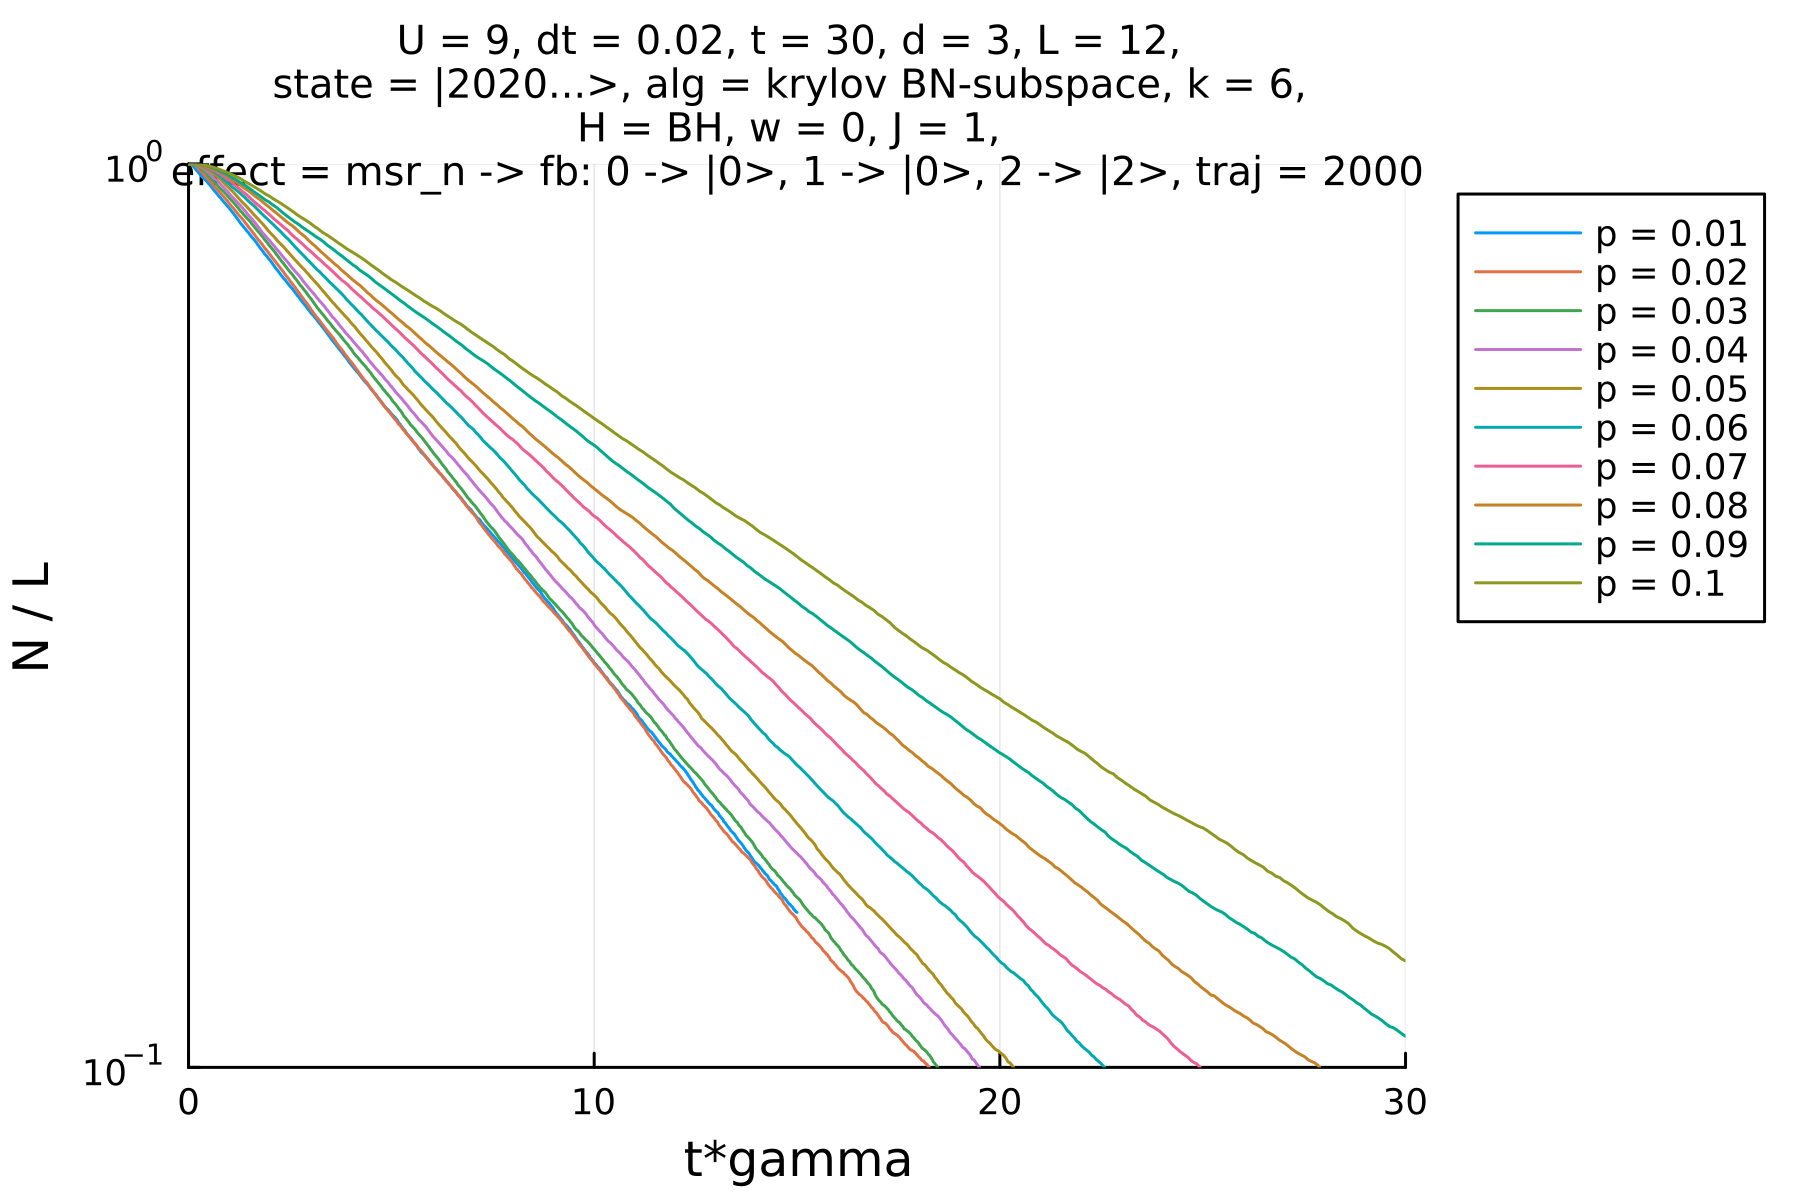 U = 9, dt = 0.02, t = 30, d = 3, L = 12,
state = |2020...>, alg = krylov BN-subspace, k = 6,
H = BH, w = 0, J = 1,
effect = msr_n -> fb: 0 -> |0>, 1 -> |0>, 2 -> |2>, traj = 2000
10⁰
p = 0.01
p = 0.02
p = 0.03
p = 0.04
p = 0.05
p = 0.06
p = 0.07
p = 0.08
p = 0.09
p = 0.1
N / L
10⁻¹
0 10 20 30
t*gamma